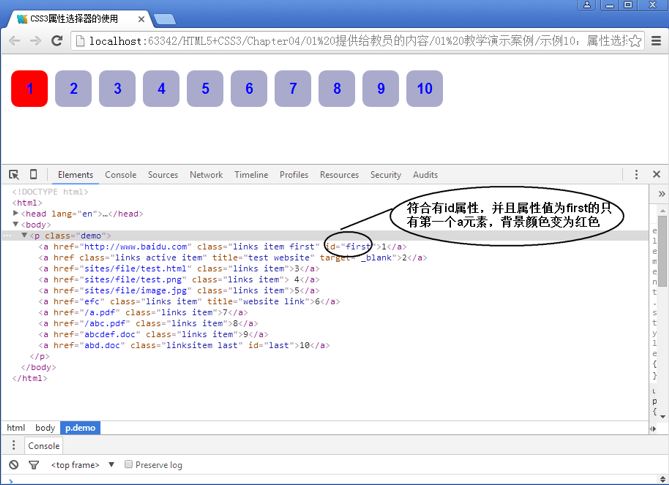 CSS3属性选择器的使用
localhost:63342/HTML5+CSS3/Chapter04/01%20提供给教员的内容/01%20教学演示案例/示例10：属性选择
1 2 3 4 5 6 7 8 9 10
Elements Console Sources Network Timeline Profiles Resources Security Audits
<!DOCTYPE html>
<html>
<head lang="en">…</head>
<body>
<p class="demo">
<a href="http://www.baidu.com" class="links item first" id="first">1</a>
<a href class="links active item" title="test website" target="_blank">2</a>
<a href="sites/file/test.html" class="links item">3</a>
<a href="sites/file/test.png" class="links item"> 4</a>
<a href="sites/file/image.jpg" class="links item">5</a>
<a href="efc" class="links item" title="website link">6</a>
<a href="/a.pdf" class="links item">7</a>
<a href="/abc.pdf" class="links item">8</a>
<a href="abcdef.doc" class="links item">9</a>
<a href="abd.doc" class="linksitem last" id="last">10</a>
</p>
</body>
</html>
符合有id属性，并且属性值为first的只
有第一个a元素，背景颜色变为红色
element.style {
}
p {
html body p.demo
Console
<top frame> Preserve log